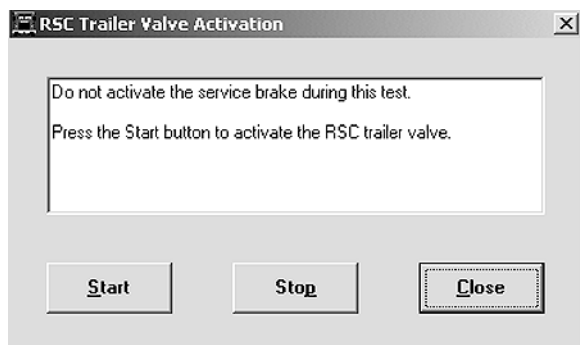 RSC Trailer Valve Activation
Do not activate the service brake during this test.
Press the Start button to activate the RSC trailer valve.
Start Stop Close